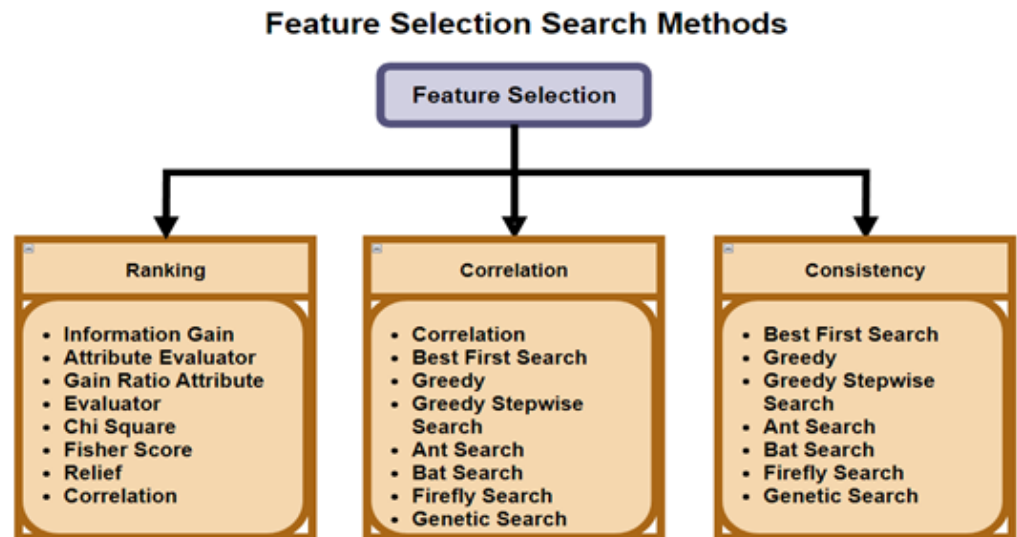 Feature Selection Search Methods
Feature Selection
Ranking
• Information Gain
• Attribute Evaluator
• Gain Ratio Attribute
• Evaluator
• Chi Square
• Fisher Score
• Relief
• Correlation
Correlation
• Correlation
• Best First Search
• Greedy
• Greedy Stepwise
Search
• Ant Search
• Bat Search
• Firefly Search
• Genetic Search
Consistency
• Best First Search
• Greedy
• Greedy Stepwise
Search
• Ant Search
• Bat Search
• Firefly Search
• Genetic Search